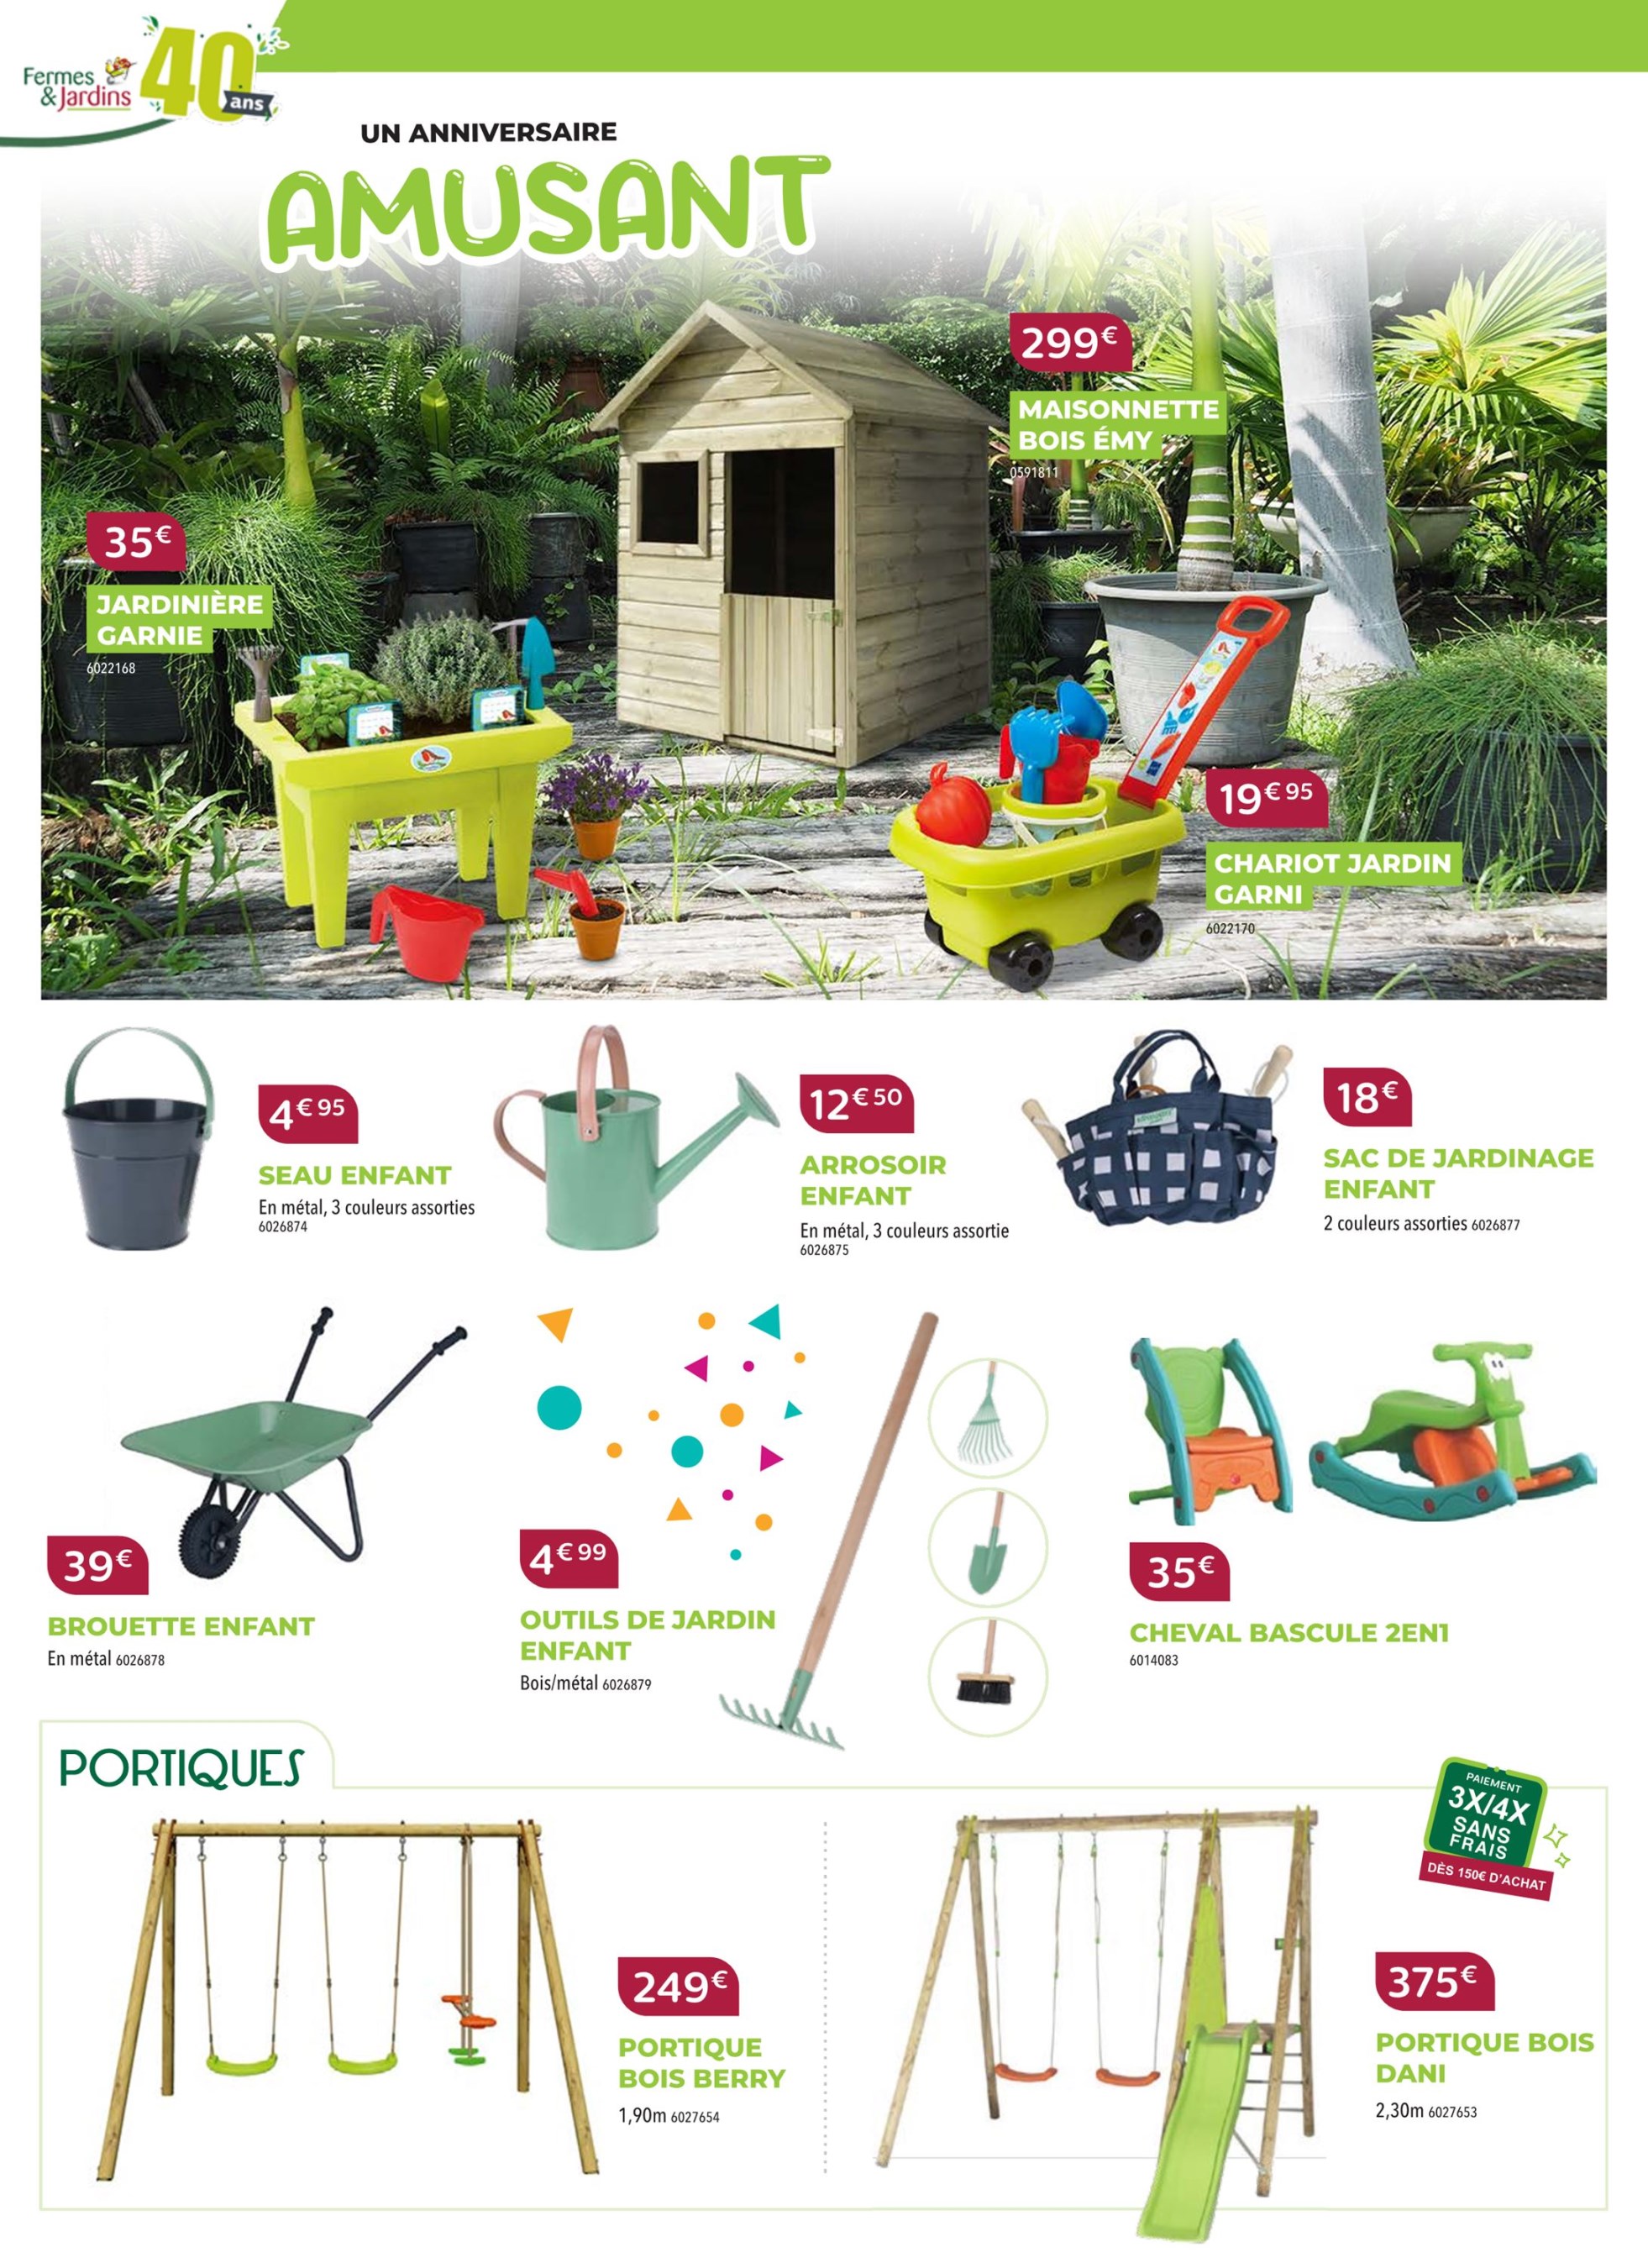 Fermes
&Jardins
40
ans
UN ANNIVERSAIRE
AMUSANT
299€
MAISONNETTE
BOIS ÉMY
0591811
35€
JARDINIÈRE
GARNIE
6022168
19€95
CHARIOT JARDIN
GARNI
6022170
4€95
SEAU ENFANT
En métal, 3 couleurs assorties
6026874
12€50
ARROSOIR
ENFANT
En métal, 3 couleurs assortie
6026875
18€
SAC DE JARDINAGE
ENFANT
2 couleurs assorties 6026877
39€
BROUETTE ENFANT
En métal 6026878
4€99
OUTILS DE JARDIN
ENFANT
Bois/métal 6026879
35€
CHEVAL BASCULE 2EN1
6014083
PORTIQUES
PAIEMENT
3X/4X
SANS
FRAIS
DÈS 150€ D'ACHAT
249€
PORTIQUE
BOIS BERRY
1,90m 6027654
375€
PORTIQUE BOIS
DANI
2,30m 6027653